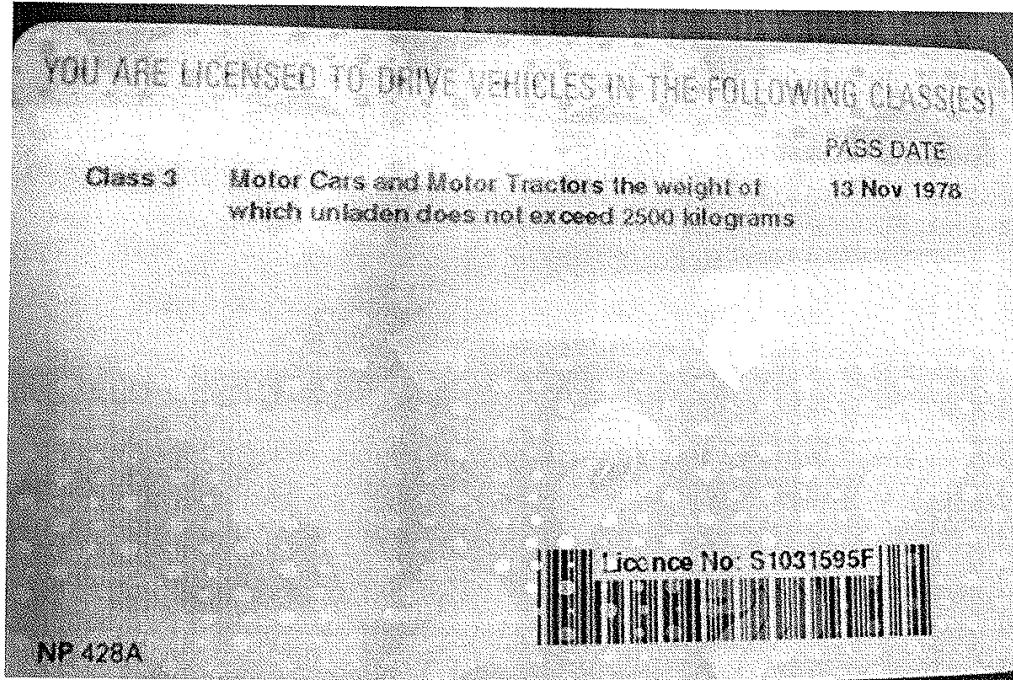 YOU ARE LICENSED TO DRIVE VEHICLES IN THE FOLLOWING CLASS(ES)
PASS DATE
Class 3 Motor Cars and Motor Tractors the weight of 13 Nov 1978
which unladen does not exceed 2500 kilograms
Licence No: S1031595F
NP 428A